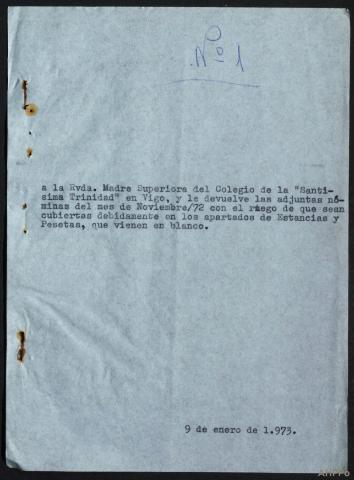 Nº 1
a la Rvda. Madre Superiora del Colegio de la "Santí-
sima Trinidad" en Vigo, y le devuelve las adjuntas nó-
minas del mes de Noviembre/72 con el ruego de que sean
cubiertas debidamente en los apartados de Estancias y
Pesetas, que vienen en blanco.
9 de enero de 1.973.
AHPPo